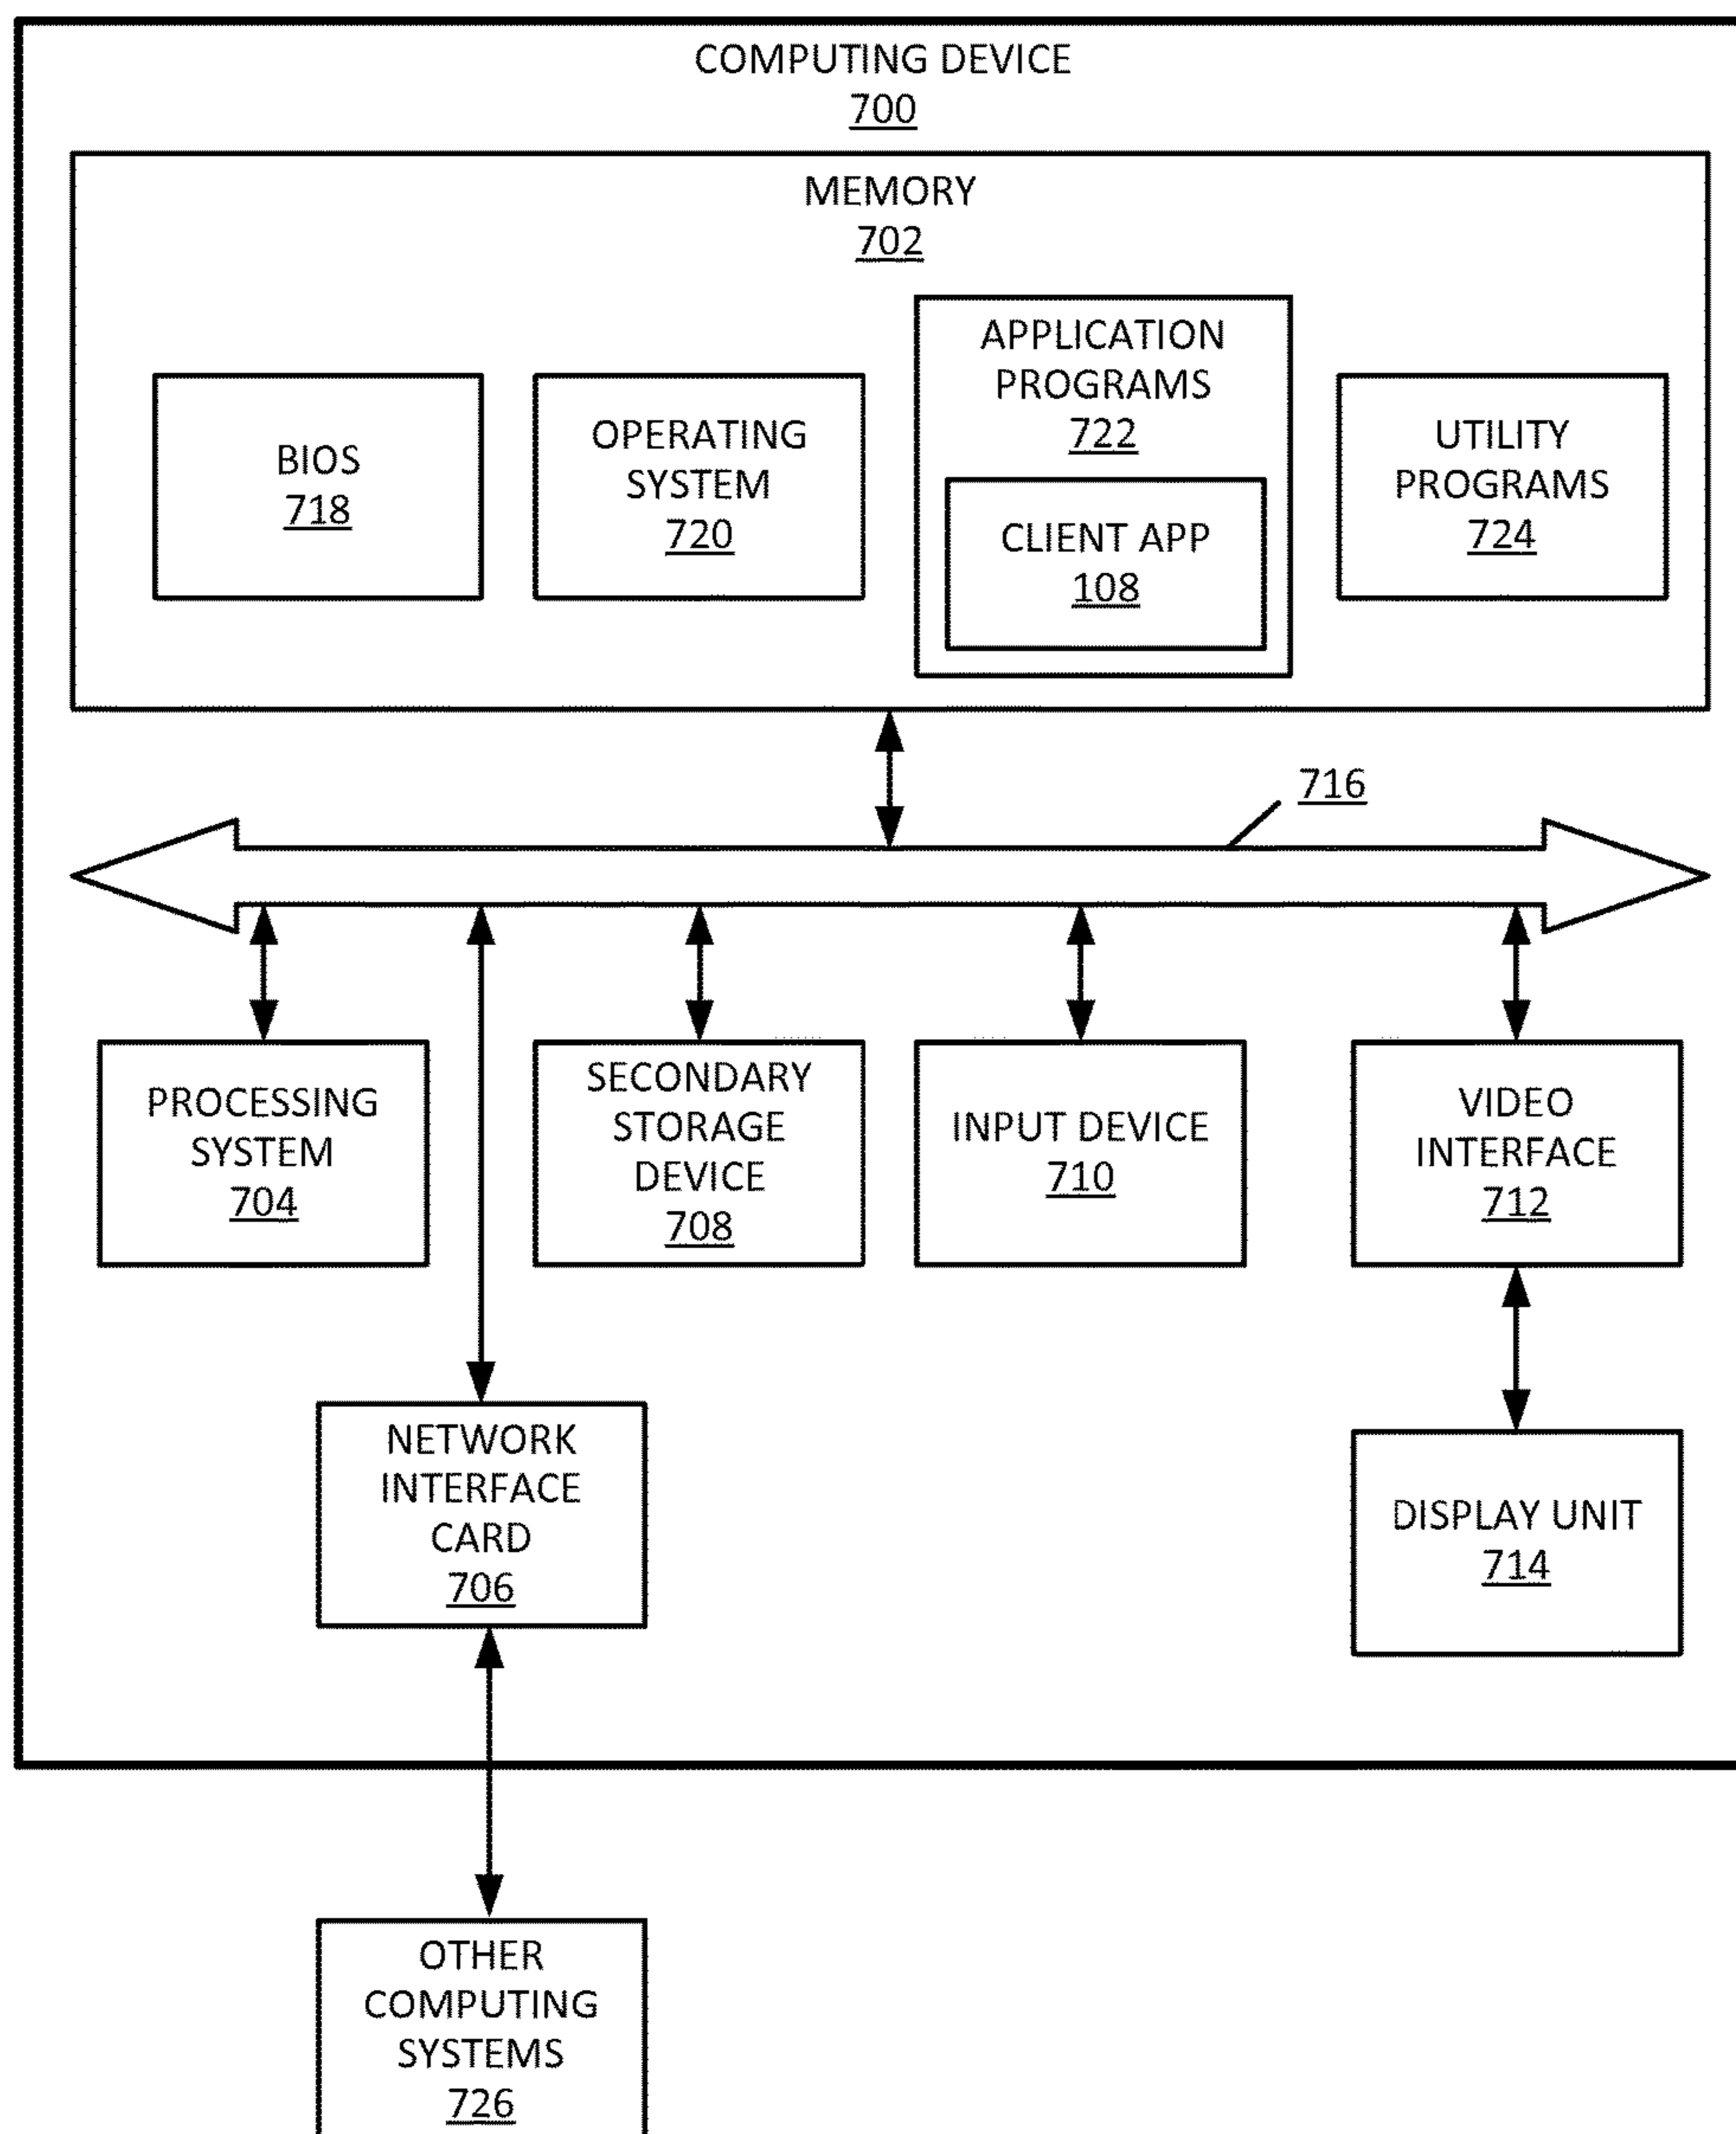 COMPUTING DEVICE
700
MEMORY
702
BIOS
718
OPERATING
SYSTEM
720
APPLICATION
PROGRAMS
722
CLIENT APP
108
UTILITY
PROGRAMS
724
716
PROCESSING
SYSTEM
704
SECONDARY
STORAGE
DEVICE
708
INPUT DEVICE
710
VIDEO
INTERFACE
712
NETWORK
INTERFACE
CARD
706
DISPLAY UNIT
714
OTHER
COMPUTING
SYSTEMS
726